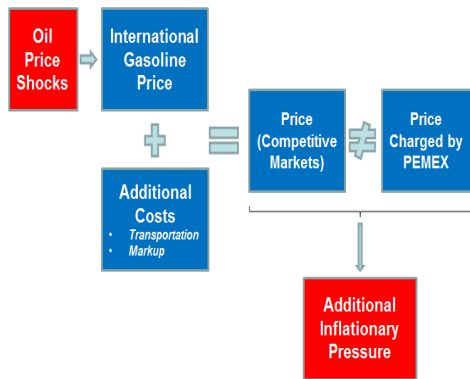 Oil
Price
Shocks
International
Gasoline
Price
Additional
Costs
• Transportation
• Markup
Price
(Competitive
Markets)
Price
Charged by
PEMEX
Additional
Inflationary
Pressure